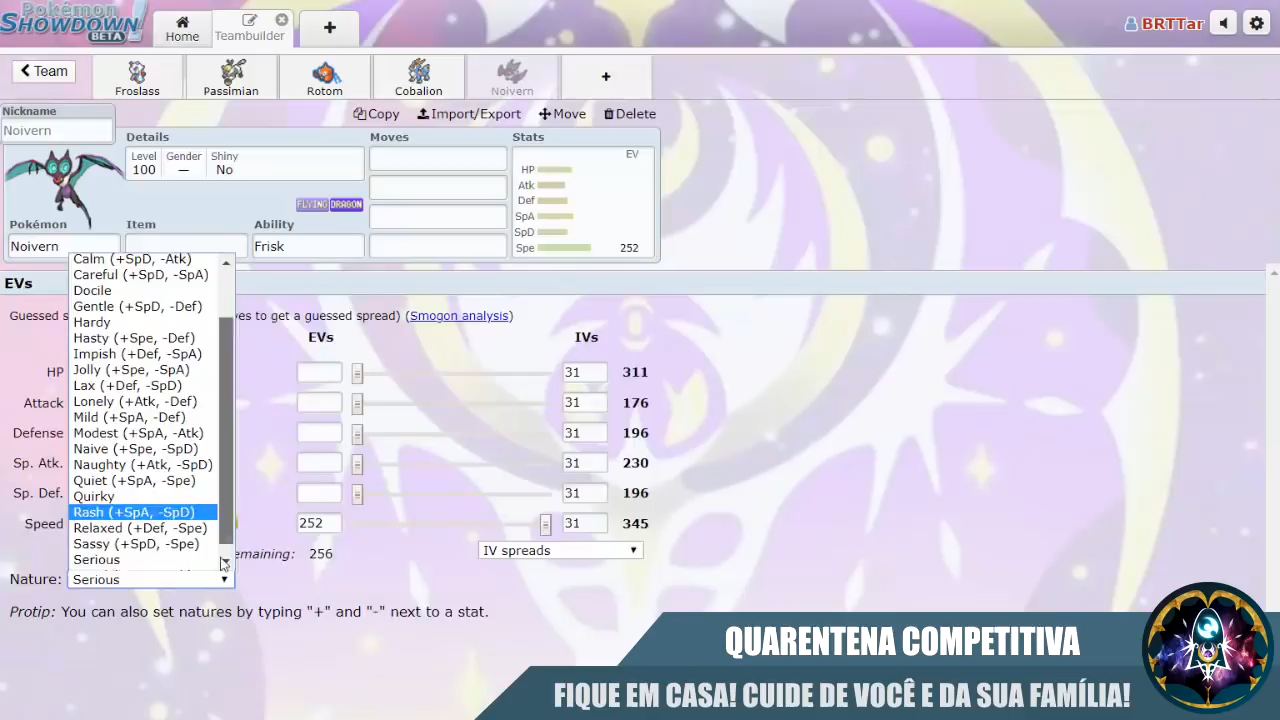 Pokémon
SHOWDOWN!
BETA
Home
Teambuilder
+
BRTTar
Team
Froslass
Passimian
Rotom
Cobalion
Noivern
+
Copy
Import/Export
Move
Delete
Nickname
Noivern
Details
Level
100
Gender
—
Shiny
No
FLYING DRAGON
Moves
Stats
EV
HP
Atk
Def
SpA
SpD
Spe 252
Pokémon
Noivern
Item
Ability
Frisk
EVs
Guessed s
ves to get a guessed spread) (Smogon analysis)
EVs
IVs
HP 31 311
Attack 31 176
Defense 31 196
Sp. Atk. 31 230
Sp. Def. 31 196
Speed 252 31 345
emaining: 256
IV spreads
Calm (+SpD, -Atk)
Careful (+SpD, -SpA)
Docile
Gentle (+SpD, -Def)
Hardy
Hasty (+Spe, -Def)
Impish (+Def, -SpA)
Jolly (+Spe, -SpA)
Lax (+Def, -SpD)
Lonely (+Atk, -Def)
Mild (+SpA, -Def)
Modest (+SpA, -Atk)
Naive (+Spe, -SpD)
Naughty (+Atk, -SpD)
Quiet (+SpA, -Spe)
Quirky
Rash (+SpA, -SpD)
Relaxed (+Def, -Spe)
Sassy (+SpD, -Spe)
Serious
Nature: Serious
Protip: You can also set natures by typing "+" and "-" next to a stat.
QUARENTENA COMPETITIVA
FIQUE EM CASA! CUIDE DE VOCÊ E DA SUA FAMÍLIA!